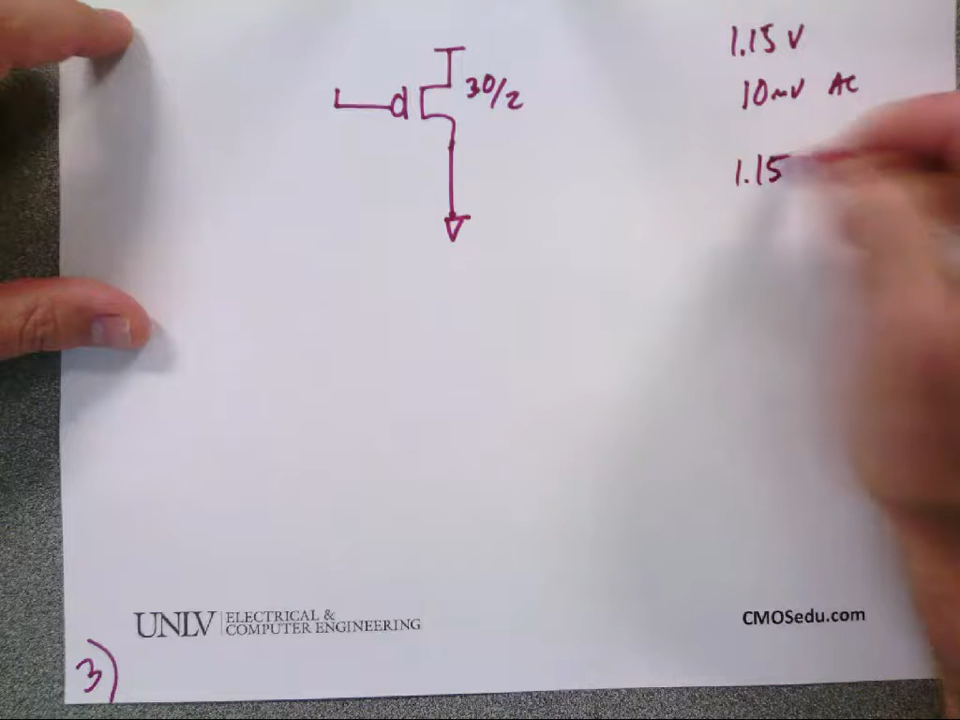 1.15 V
30/2
10mV AC
1.15
UNLV ELECTRICAL &
COMPUTER ENGINEERING
CMOSedu.com
3)